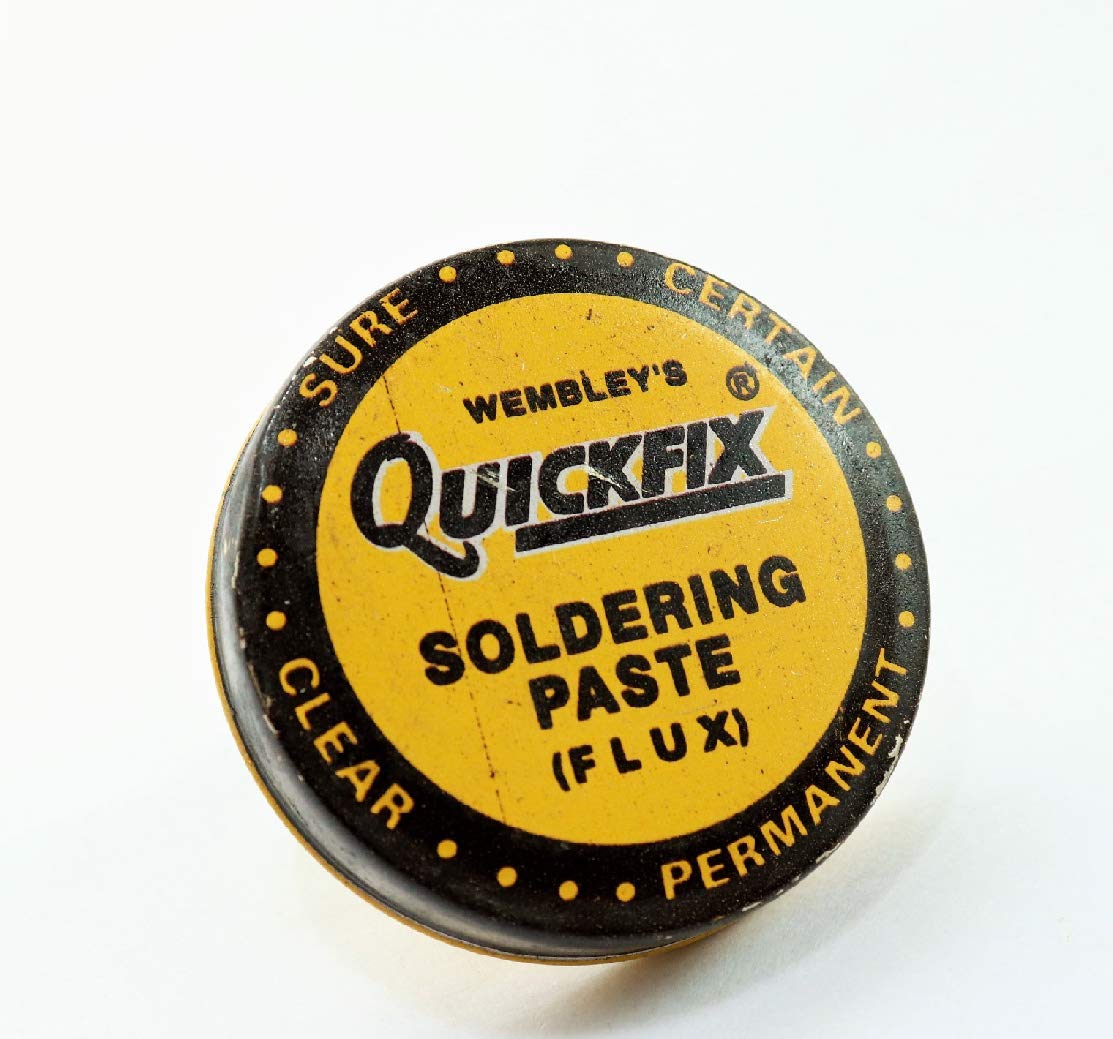 SURE
CERTAIN
WEMBLEY'S
QUICKFIX ®
SOLDERING
PASTE
(FLUX)
CLEAR
PERMANENT